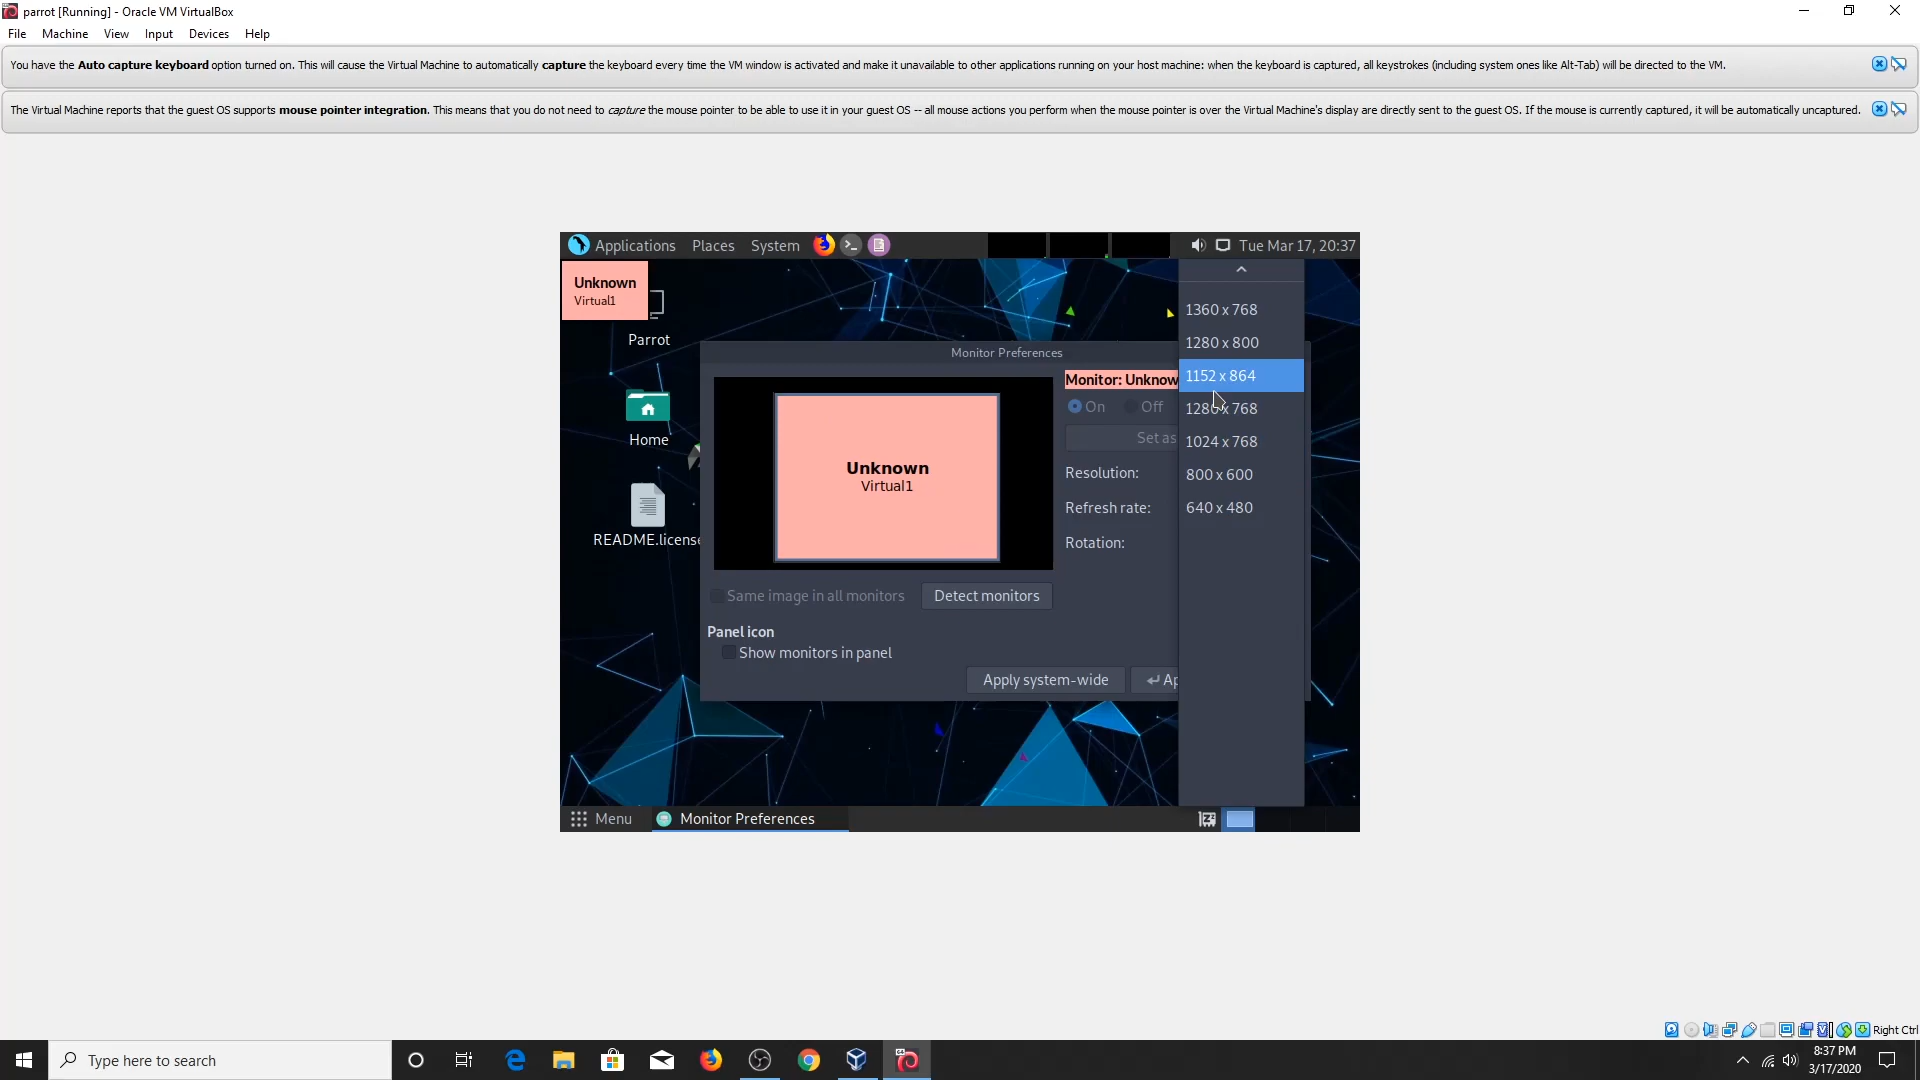 parrot [Running] - Oracle VM VirtualBox
File Machine View Input Devices Help
You have the Auto capture keyboard option turned on. This will cause the Virtual Machine to automatically capture the keyboard every time the VM window is activated and make it unavailable to other applications running on your host machine: when the keyboard is captured, all keystrokes (including system ones like Alt-Tab) will be directed to the VM.
The Virtual Machine reports that the guest OS supports mouse pointer integration. This means that you do not need to capture the mouse pointer to be able to use it in your guest OS -- all mouse actions you perform when the mouse pointer is over the Virtual Machine's display are directly sent to the guest OS. If the mouse is currently captured, it will be automatically uncaptured.
Applications Places System Tue Mar 17, 20:37
Unknown
Virtual1
Parrot
Home
README.license
Monitor Preferences
Unknown
Virtual1
Monitor: Unknow
On Off
Set as
Resolution:
Refresh rate:
Rotation:
1360 x 768
1280 x 800
1152 x 864
1280 x 768
1024 x 768
800 x 600
640 x 480
Same image in all monitors Detect monitors
Panel icon
Show monitors in panel
Apply system-wide Ap
Menu Monitor Preferences
Right Ctrl
Type here to search
8:37 PM
3/17/2020